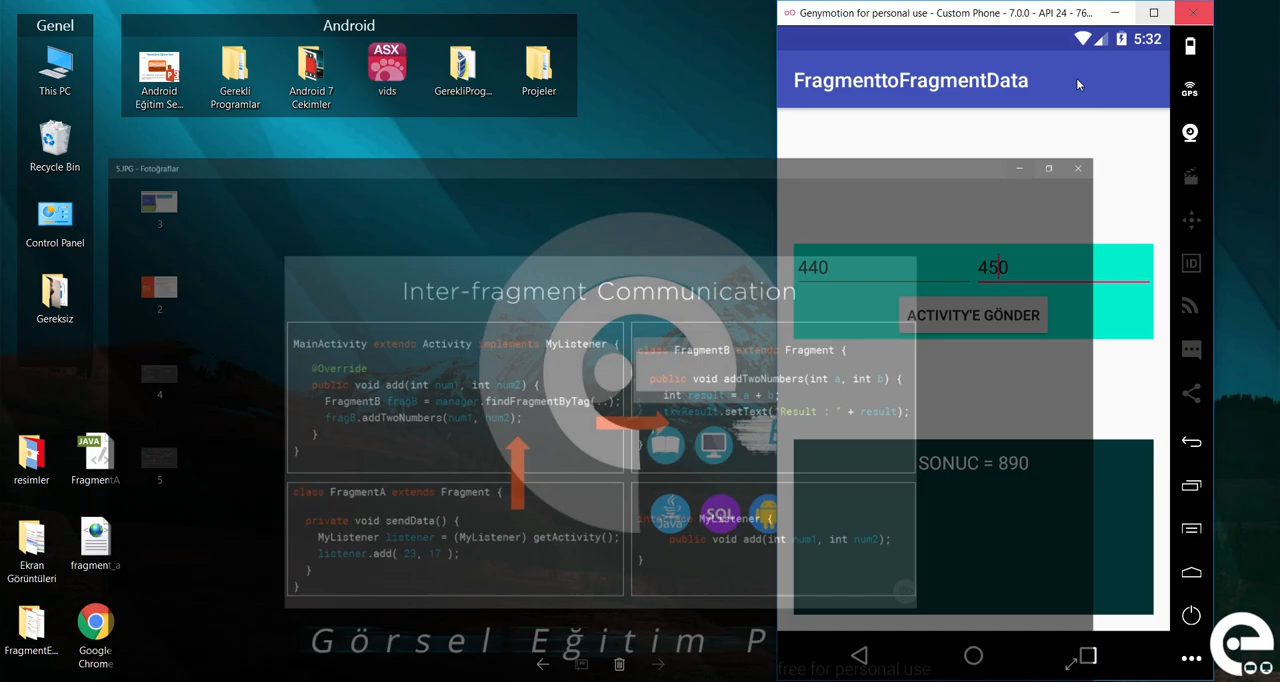 Genel
This PC
Recycle Bin
Control Panel
Gereksiz
Android
Android
Eğitim Se...
Gerekli
Programlar
Android 7
Cekimler
ASX
vids
GerekliProg...
Projeler
Genymotion for personal use - Custom Phone - 7.0.0 - API 24 - 76...
5:32
FragmenttoFragmentData
GPS
ID
440
450
ACTIVITY'E GÖNDER
SONUC = 890
free for personal use
5.JPG - Fotoğraflar
3
2
4
5
Inter-fragment Communication
MainActivity extends Activity implements MyListener {
@Override
public void add(int num1, int num2) {
FragmentB fragB = manager.findFragmentByTag(..);
fragB.addTwoNumbers(num1, num2);
}
}
class FragmentB extends Fragment {
public void addTwoNumbers(int a, int b) {
int result = a + b;
txtResult.setText("Result : " + result);
}
class FragmentA extends Fragment {
private void sendData() {
MyListener listener = (MyListener) getActivity();
listener.add( 23, 17 );
}
}
interface MyListener {
public void add(int num1, int num2);
}
Java
SQL
Görsel Eğitim P
resimler
JAVA
FragmentA
Ekran
Görüntüleri
fragment_a
FragmentE...
Google
Chrome